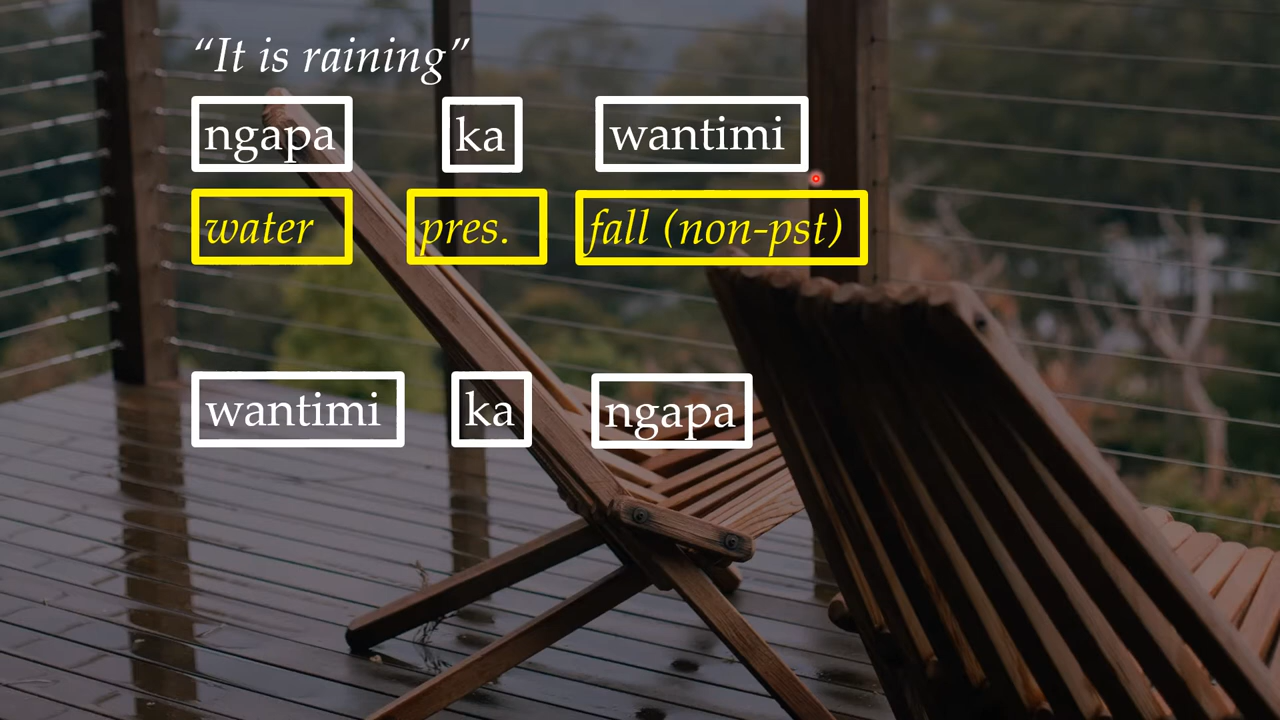 “It is raining”
ngapa ka wantimi
water pres. fall (non-pst)
wantimi ka ngapa